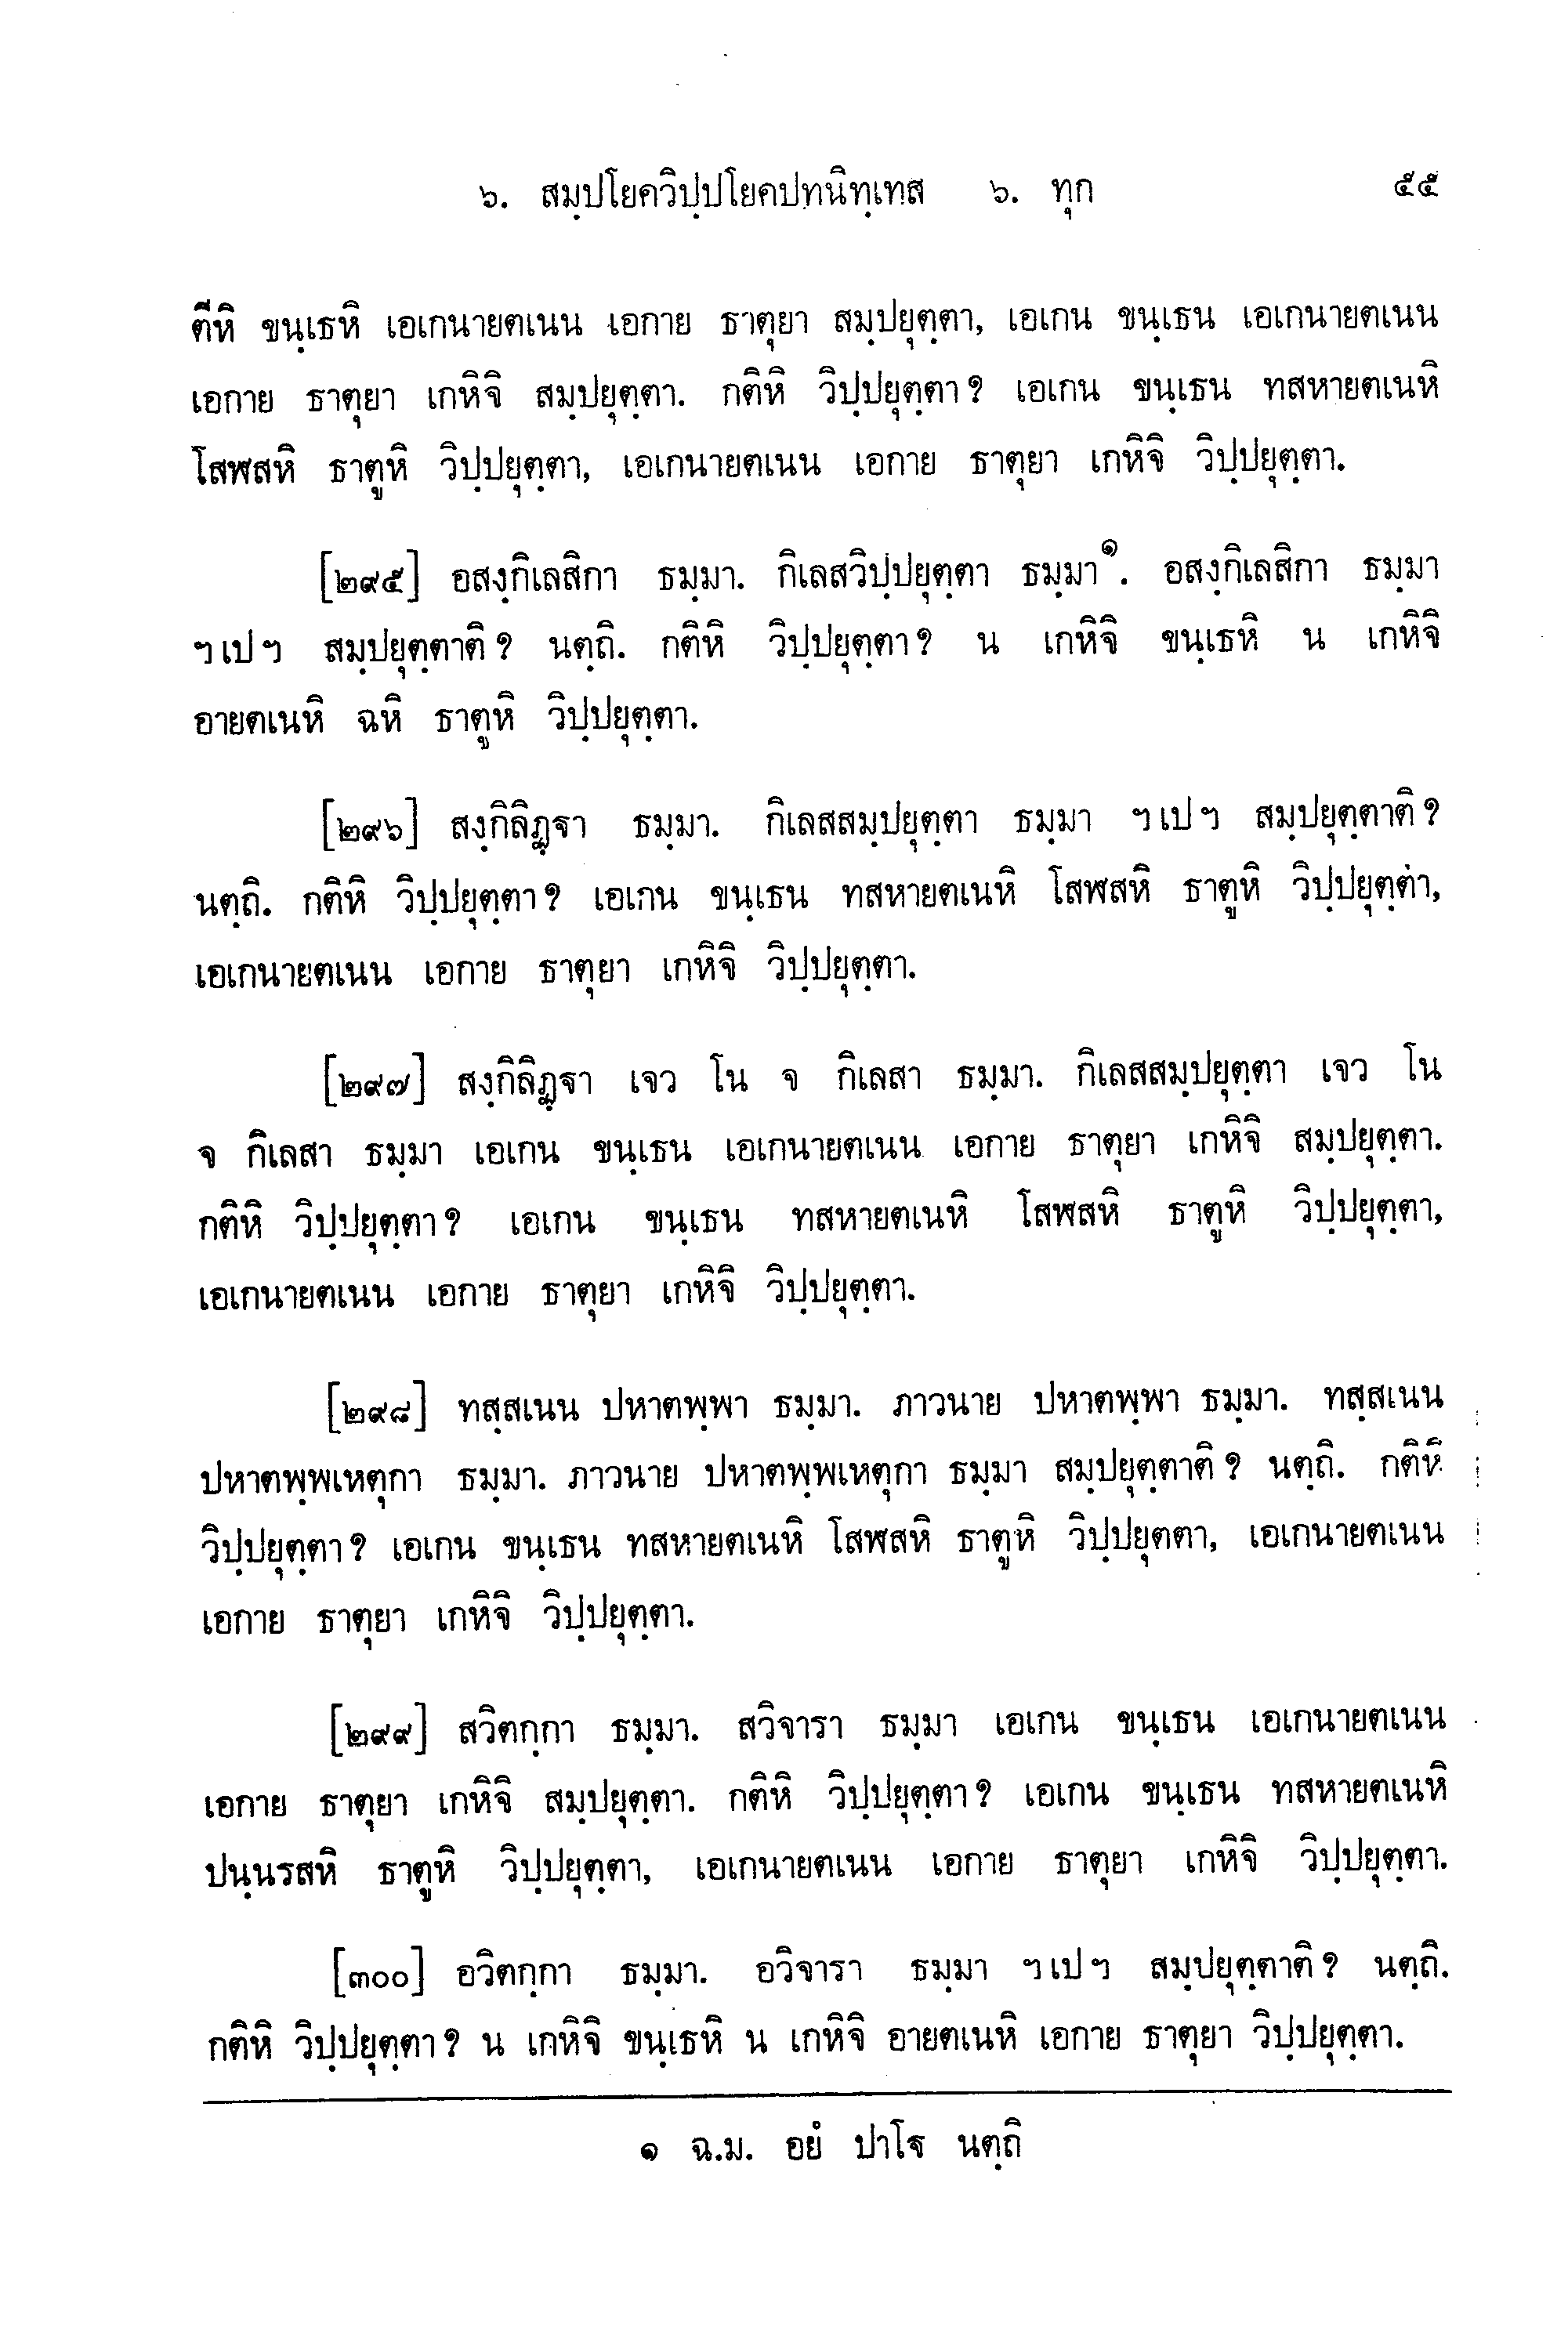 ๖. สมฺปโยควิปฺปโยคปทนิทฺเทส ๖. ทุก ๕๕
ตีหิ ขนฺเธหิ เอเกนายตเนน เอกาย ธาตุยา สมฺปยุตฺตา, เอเกน ขนฺเธน เอเกนายตเนน
เอกาย ธาตุยา เกหิจิ สมฺปยุตฺตา. กติหิ วิปฺปยุตฺตา? เอเกน ขนฺเธน ทสหายตเนหิ
โสฬสหิ ธาตูหิ วิปฺปยุตฺตา, เอเกนายตเนน เอกาย ธาตุยา เกหิจิ วิปฺปยุตฺตา.
[๒๙๕] อสงฺกิเลสิกา ธมฺมา. กิเลสวิปฺปยุตฺตา ธมฺมา๑. อสงฺกิเลสิกา ธมฺมา
ฯเปฯ สมฺปยุตฺตาติ? นตฺถิ. กติหิ วิปฺปยุตฺตา? น เกหิจิ ขนฺเธหิ น เกหิจิ
อายตเนหิ ฉหิ ธาตูหิ วิปฺปยุตฺตา.
[๒๙๖] สงฺกิลิฏฺฐา ธมฺมา. กิเลสสมฺปยุตฺตา ธมฺมา ฯเปฯ สมฺปยุตฺตาติ?
นตฺถิ. กติหิ วิปฺปยุตฺตา? เอเกน ขนฺเธน ทสหายตเนหิ โสฬสหิ ธาตูหิ วิปฺปยุตฺตา,
เอเกนายตเนน เอกาย ธาตุยา เกหิจิ วิปฺปยุตฺตา.
[๒๙๗] สงฺกิลิฏฺฐา เจว โน จ กิเลสา ธมฺมา. กิเลสสมฺปยุตฺตา เจว โน
จ กิเลสา ธมฺมา เอเกน ขนฺเธน เอเกนายตเนน เอกาย ธาตุยา เกหิจิ สมฺปยุตฺตา.
กติหิ วิปฺปยุตฺตา? เอเกน ขนฺเธน ทสหายตเนหิ โสฬสหิ ธาตูหิ วิปฺปยุตฺตา,
เอเกนายตเนน เอกาย ธาตุยา เกหิจิ วิปฺปยุตฺตา.
[๒๙๘] ทสฺสเนน ปหาตพฺพา ธมฺมา. ภาวนาย ปหาตพฺพา ธมฺมา. ทสฺสเนน
ปหาตพฺพเหตุกา ธมฺมา. ภาวนาย ปหาตพฺพเหตุกา ธมฺมา สมฺปยุตฺตาติ? นตฺถิ. กติหิ
วิปฺปยุตฺตา? เอเกน ขนฺเธน ทสหายตเนหิ โสฬสหิ ธาตูหิ วิปฺปยุตตา, เอเกนายตเนน
เอกาย ธาตุยา เกหิจิ วิปฺปยุตฺตา.
[๒๙๙] สวิตกฺกา ธมฺมา. สวิจารา ธมฺมา เอเกน ขนฺเธน เอเกนายตเนน
เอกาย ธาตุยา เกหิจิ สมฺปยุตฺตา. กติหิ วิปฺปยุตฺตา? เอเกน ขนฺเธน ทสหายตเนหิ
ปนฺนรสหิ ธาตูหิ วิปฺปยุตฺตา, เอเกนายตเนน เอกาย ธาตุยา เกหิจิ วิปฺปยุตฺตา.
[๓๐๐] อวิตกฺกา ธมฺมา. อวิจารา ธมฺมา ฯเปฯ สมฺปยุตฺตาติ? นตฺถิ.
กติหิ วิปฺปยุตฺตา? น เกหิจิ ขนฺเธหิ น เกหิจิ อายตเนหิ เอกาย ธาตุยา วิปฺปยุตฺตา.
๑ ฉ.ม. อยํ ปาโฐ นตฺถิ